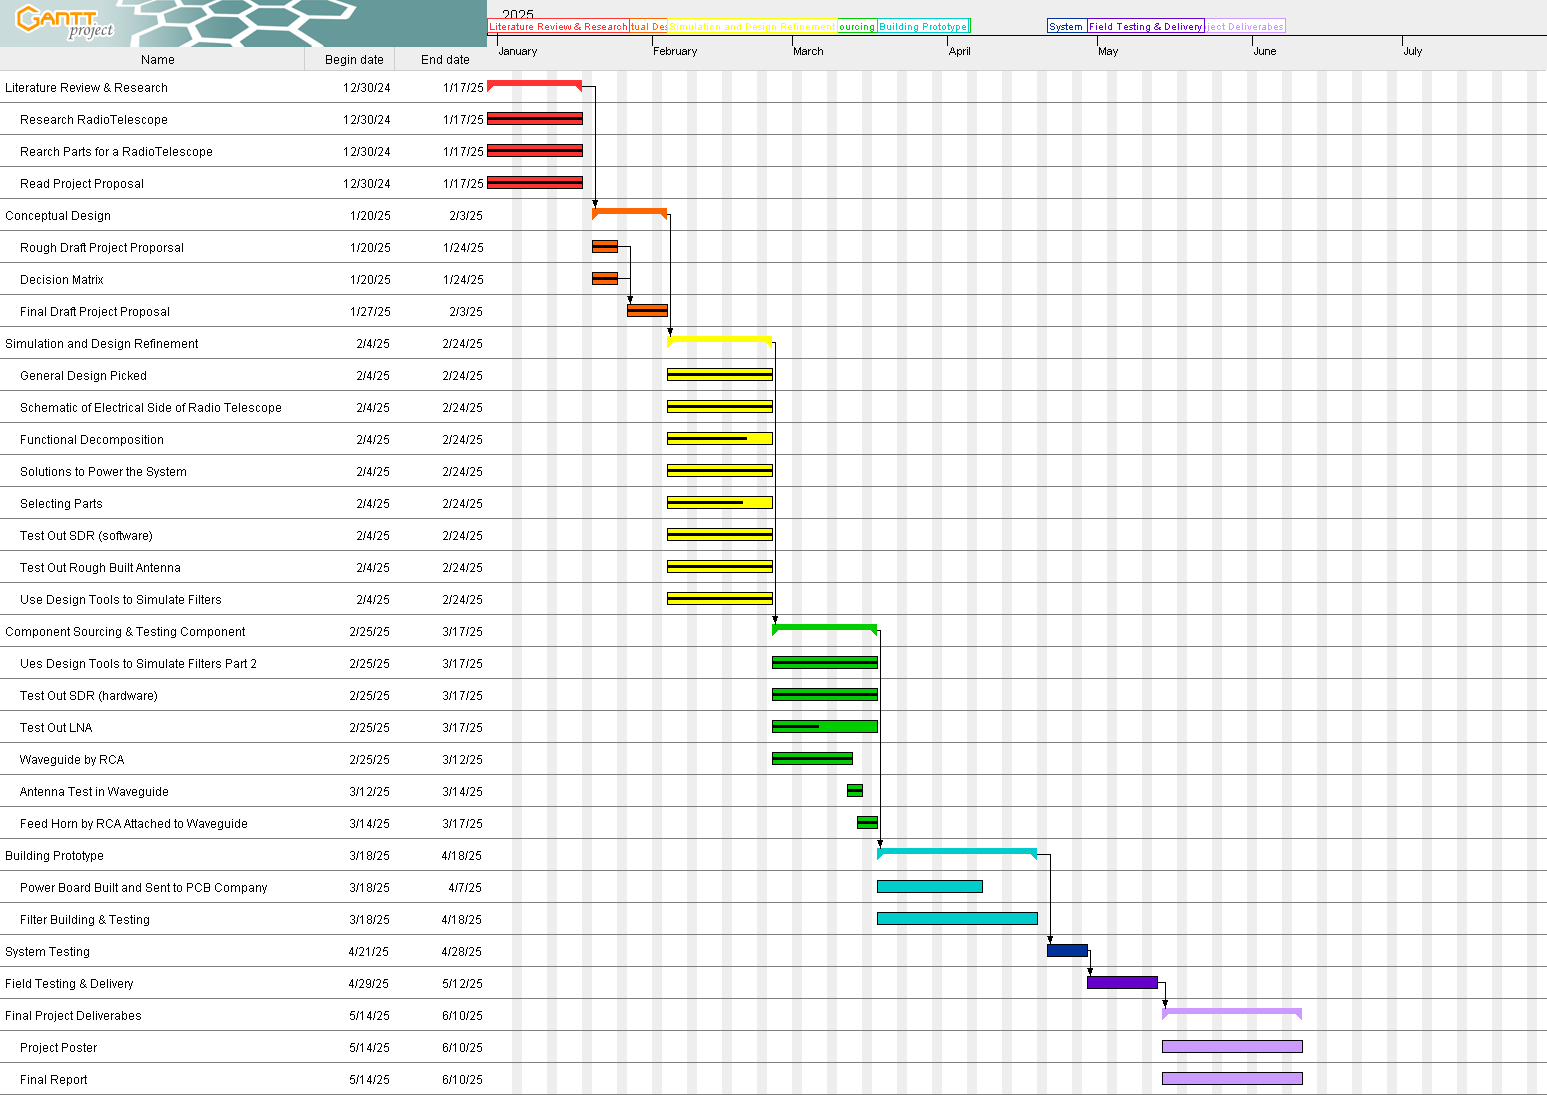 GANTT
project
2025
Literature Review & Research tual Des Simulation and Design Refinement ourcing Building Prototype System Field Testing & Delivery ject Deliverabes
January February March April May June July
Name Begin date End date
Literature Review & Research 12/30/24 1/17/25
Research RadioTelescope 12/30/24 1/17/25
Rearch Parts for a RadioTelescope 12/30/24 1/17/25
Read Project Proposal 12/30/24 1/17/25
Conceptual Design 1/20/25 2/3/25
Rough Draft Project Proporsal 1/20/25 1/24/25
Decision Matrix 1/20/25 1/24/25
Final Draft Project Proposal 1/27/25 2/3/25
Simulation and Design Refinement 2/4/25 2/24/25
General Design Picked 2/4/25 2/24/25
Schematic of Electrical Side of Radio Telescope 2/4/25 2/24/25
Functional Decomposition 2/4/25 2/24/25
Solutions to Power the System 2/4/25 2/24/25
Selecting Parts 2/4/25 2/24/25
Test Out SDR (software) 2/4/25 2/24/25
Test Out Rough Built Antenna 2/4/25 2/24/25
Use Design Tools to Simulate Filters 2/4/25 2/24/25
Component Sourcing & Testing Component 2/25/25 3/17/25
Ues Design Tools to Simulate Filters Part 2 2/25/25 3/17/25
Test Out SDR (hardware) 2/25/25 3/17/25
Test Out LNA 2/25/25 3/17/25
Waveguide by RCA 2/25/25 3/12/25
Antenna Test in Waveguide 3/12/25 3/14/25
Feed Horn by RCA Attached to Waveguide 3/14/25 3/17/25
Building Prototype 3/18/25 4/18/25
Power Board Built and Sent to PCB Company 3/18/25 4/7/25
Filter Building & Testing 3/18/25 4/18/25
System Testing 4/21/25 4/28/25
Field Testing & Delivery 4/29/25 5/12/25
Final Project Deliverabes 5/14/25 6/10/25
Project Poster 5/14/25 6/10/25
Final Report 5/14/25 6/10/25